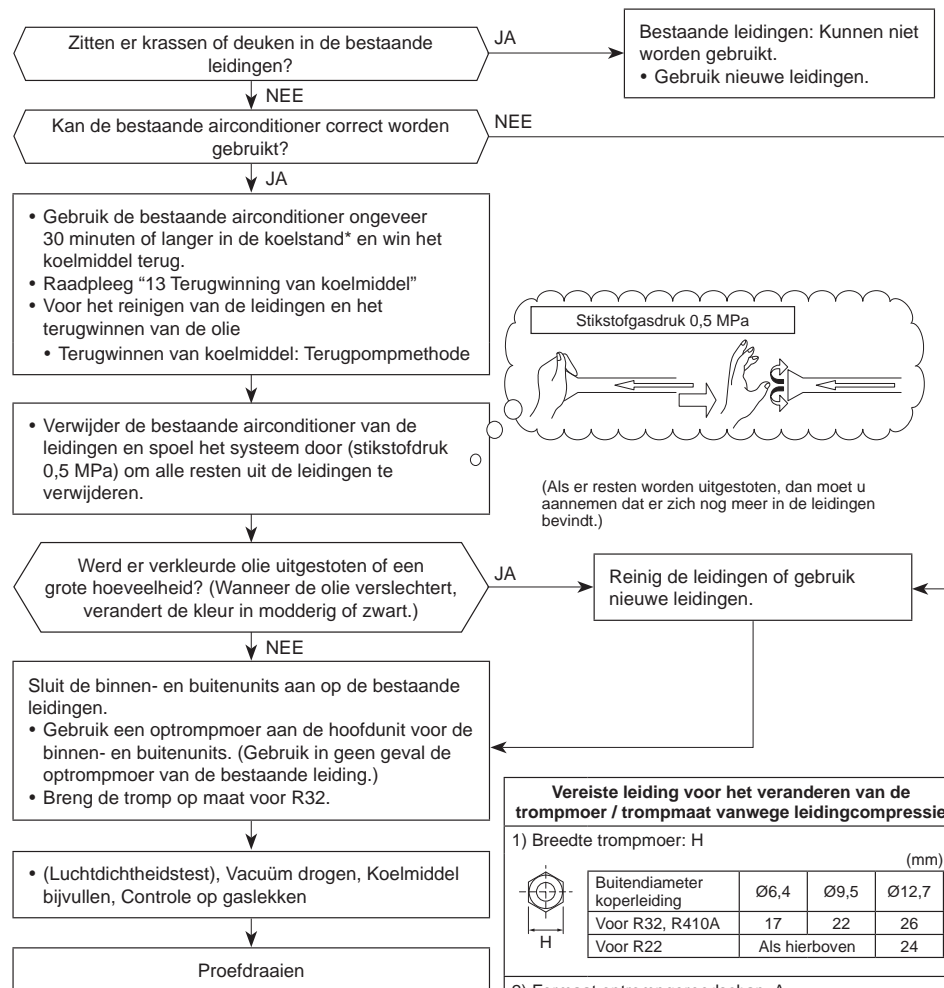 Zitten er krassen of deuken in de bestaande
leidingen?
JA
Bestaande leidingen: Kunnen niet
worden gebruikt.
• Gebruik nieuwe leidingen.
NEE
Kan de bestaande airconditioner correct worden
gebruikt?
NEE
JA
• Gebruik de bestaande airconditioner ongeveer
30 minuten of langer in de koelstand* en win het
koelmiddel terug.
• Raadpleeg “13 Terugwinning van koelmiddel”
• Voor het reinigen van de leidingen en het
terugwinnen van de olie
• Terugwinnen van koelmiddel: Terugpompmethode
Stikstofgasdruk 0,5 MPa
• Verwijder de bestaande airconditioner van de
leidingen en spoel het systeem door (stikstofdruk
0,5 MPa) om alle resten uit de leidingen te
verwijderen.
(Als er resten worden uitgestoten, dan moet u
aannemen dat er zich nog meer in de leidingen
bevindt.)
Werd er verkleurde olie uitgestoten of een
grote hoeveelheid? (Wanneer de olie verslechtert,
verandert de kleur in modderig of zwart.)
JA
Reinig de leidingen of gebruik
nieuwe leidingen.
NEE
Sluit de binnen- en buitenunits aan op de bestaande
leidingen.
• Gebruik een optrompmoer aan de hoofdunit voor de
binnen- en buitenunits. (Gebruik in geen geval de
optrompmoer van de bestaande leiding.)
• Breng de tromp op maat voor R32.
• (Luchtdichtheidstest), Vacuüm drogen, Koelmiddel
bijvullen, Controle op gaslekken
Proefdraaien
Vereiste leiding voor het veranderen van de
trompmoer / trompmaat vanwege leidingcompressie
1) Breedte trompmoer: H
(mm)
Buitendiameter
koperleiding Ø6,4 Ø9,5 Ø12,7
Voor R32, R410A 17 22 26
Voor R22 Als hierboven 24
H